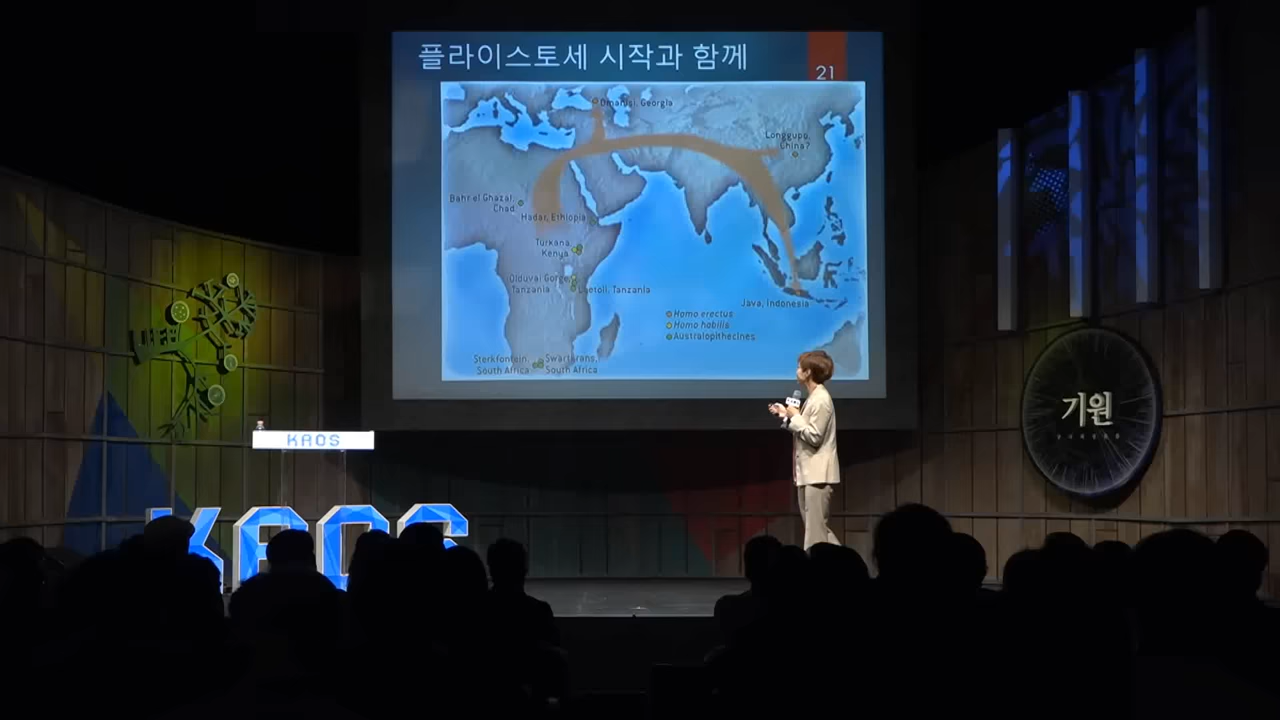 플라이스토세 시작과 함께
21
Dmanisi, Georgia
Longgupo,
China?
Bahr el Ghazal,
Chad
Hadar, Ethiopia
Turkana,
Kenya
Olduvai Gorge,
Tanzania
Laetoli, Tanzania
Java, Indonesia
Homo erectus
Homo habilis
Australopithecines
Sterkfontein,
South Africa
Swartkrans,
South Africa
기원
KAOS
KAOS